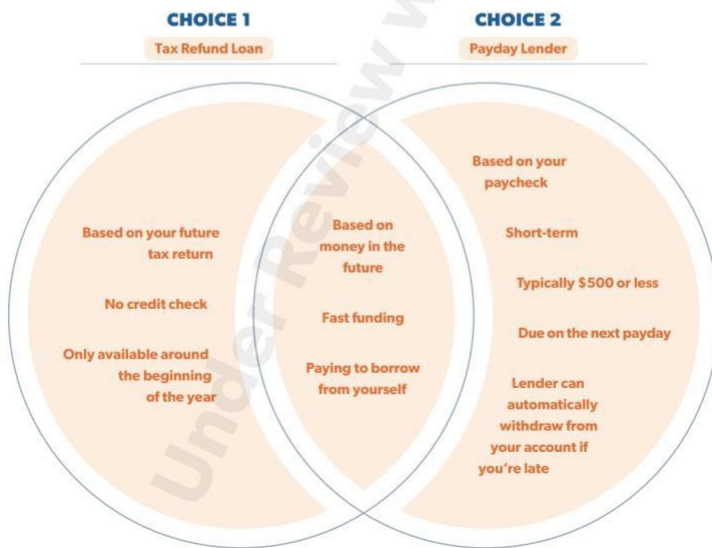 CHOICE 1
Tax Refund Loan
CHOICE 2
Payday Lender
Based on your future
tax return
No credit check
Only available around
the beginning
of the year
Based on
money in the
future
Fast funding
Paying to borrow
from yourself
Based on your
paycheck
Short-term
Typically $500 or less
Due on the next payday
Lender can
automatically
withdraw from
your account if
you're late
Under Review w